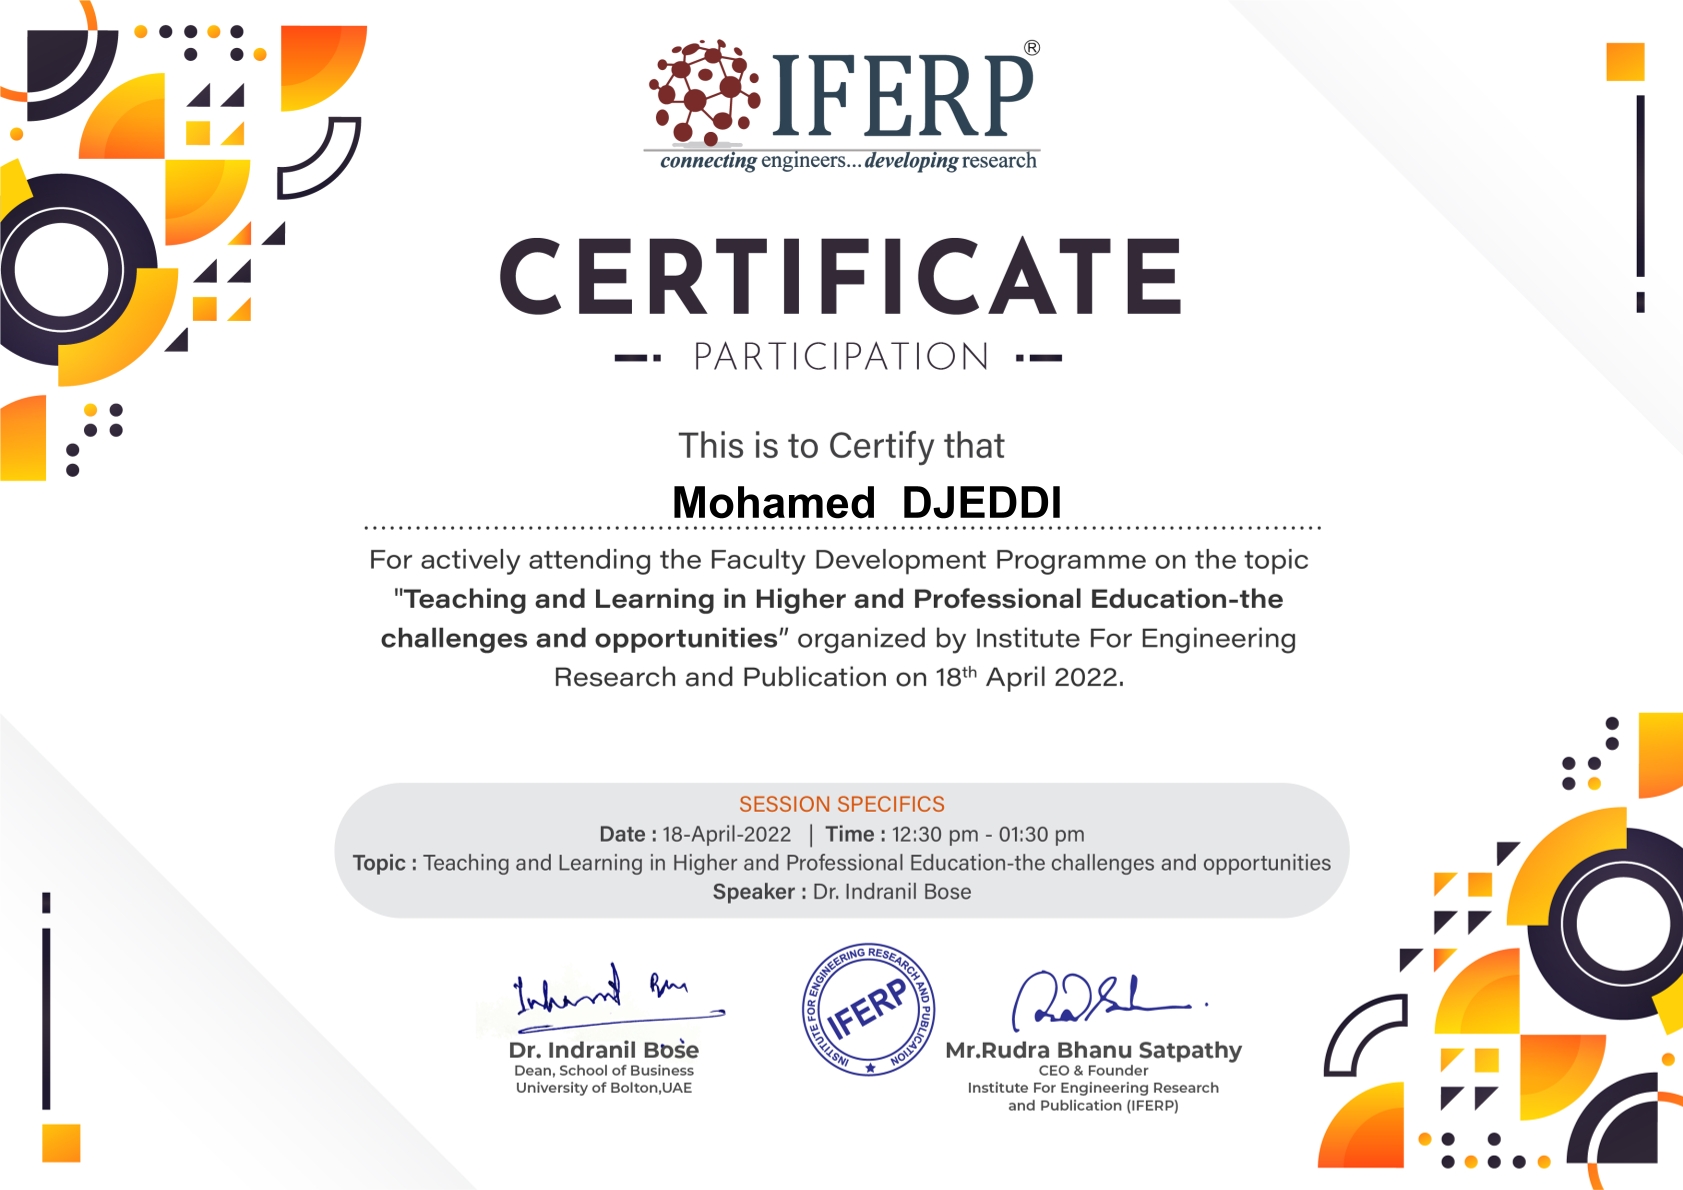 IFERP®
connecting engineers...developing research
CERTIFICATE
PARTICIPATION
This is to Certify that
Mohamed DJEDDI
For actively attending the Faculty Development Programme on the topic
"Teaching and Learning in Higher and Professional Education-the
challenges and opportunities" organized by Institute For Engineering
Research and Publication on 18th April 2022.
SESSION SPECIFICS
Date : 18-April-2022 | Time : 12:30 pm - 01:30 pm
Topic : Teaching and Learning in Higher and Professional Education-the challenges and opportunities
Speaker : Dr. Indranil Bose
Dr. Indranil Bose
Dean, School of Business
University of Bolton,UAE
INSTITUTE FOR ENGINEERING RESEARCH AND PUBLICATION
IFERP
Mr.Rudra Bhanu Satpathy
CEO & Founder
Institute For Engineering Research
and Publication (IFERP)